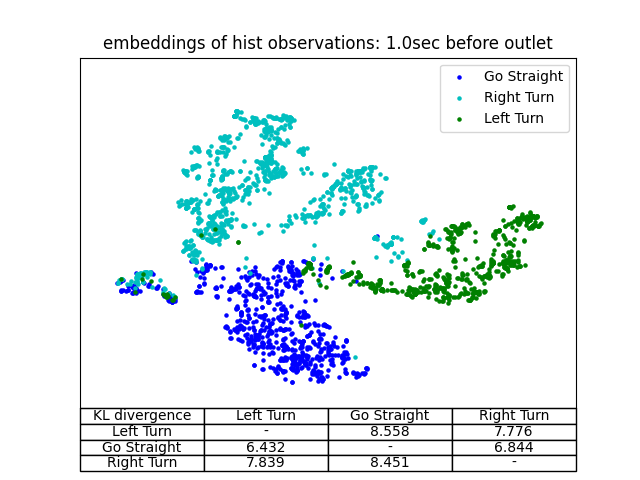 embeddings of hist observations: 1.0sec before outlet
Go Straight
Right Turn
Left Turn
KL divergence Left Turn Go Straight Right Turn
Left Turn - 8.558 7.776
Go Straight 6.432 - 6.844
Right Turn 7.839 8.451 -